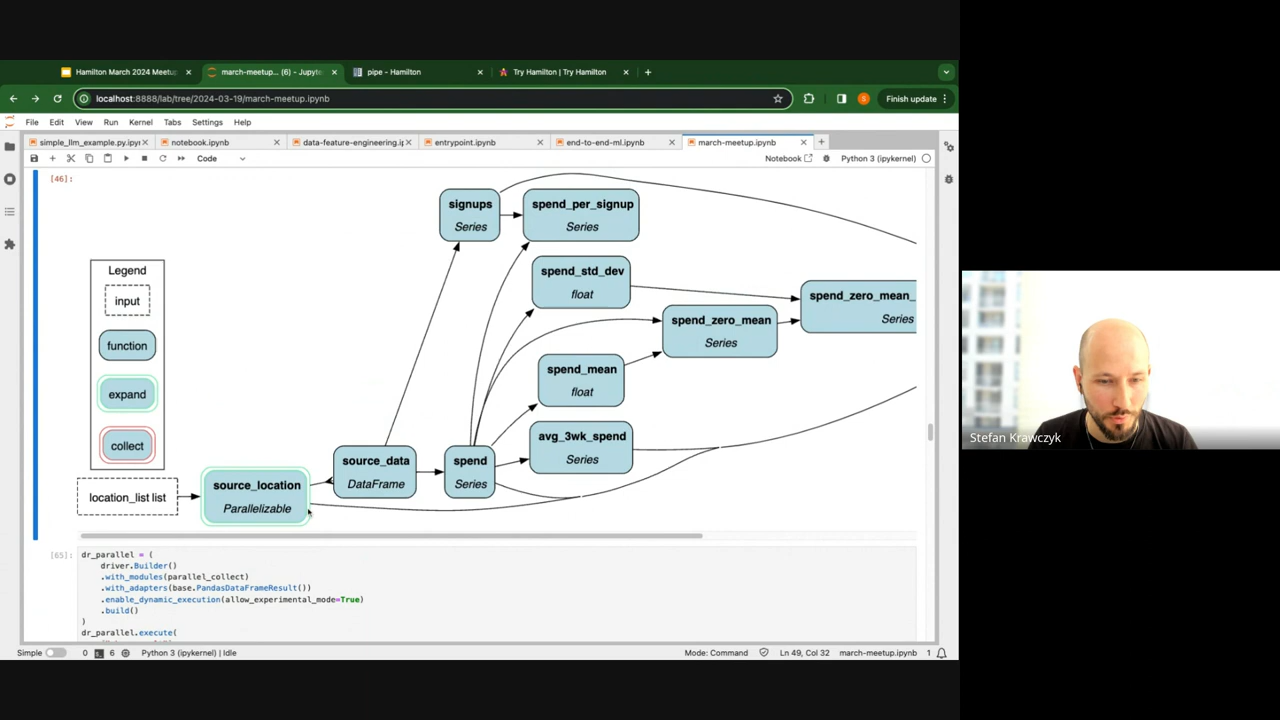 Hamilton March 2024 Meetup
march-meetup... (6) - Jupyte
pipe - Hamilton
Try Hamilton | Try Hamilton
localhost:8888/lab/tree/2024-03-19/march-meetup.ipynb
S
Finish update
File Edit View Run Kernel Tabs Settings Help
simple_llm_example.py.ipyr
notebook.ipynb
data-feature-engineering.i
entrypoint.ipynb
end-to-end-ml.ipynb
march-meetup.ipynb
Code
Notebook
Python 3 (ipykernel)
[46]:
signups
Series
spend_per_signup
Series
Legend
input
function
expand
collect
spend_std_dev
float
spend_zero_mean_
Series
spend_zero_mean
Series
spend_mean
float
avg_3wk_spend
Series
source_data
DataFrame
spend
Series
location_list list
source_location
Parallelizable
[65]:
dr_parallel = (
driver.Builder()
.with_modules(parallel_collect)
.with_adapters(base.PandasDataFrameResult())
.enable_dynamic_execution(allow_experimental_mode=True)
.build()
)
dr_parallel.execute(
Simple
0
6
Python 3 (ipykernel) | Idle
Mode: Command
Ln 49, Col 32
march-meetup.ipynb
1
Stefan Krawczyk